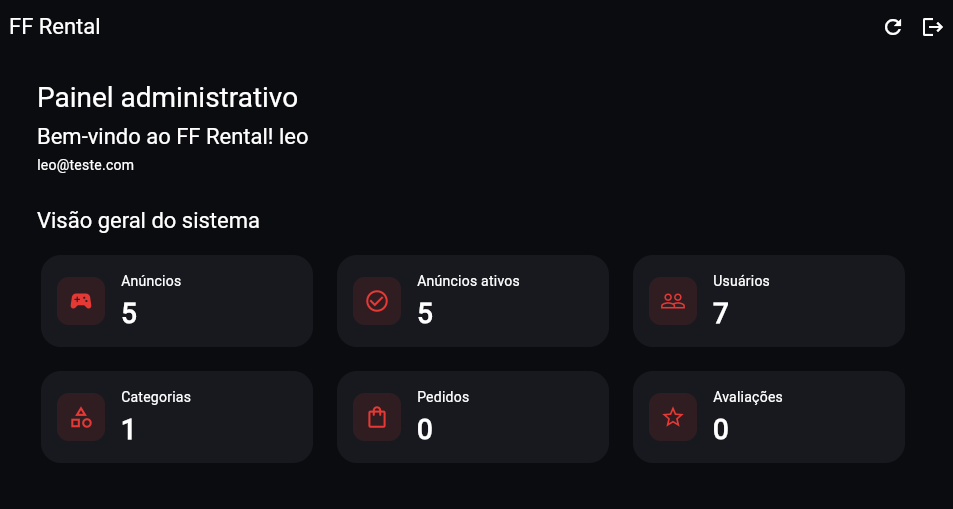 FF Rental
Painel administrativo
Bem-vindo ao FF Rental! leo
leo@teste.com
Visão geral do sistema
Anúncios
5
Anúncios ativos
5
Usuários
7
Categorias
1
Pedidos
0
Avaliações
0